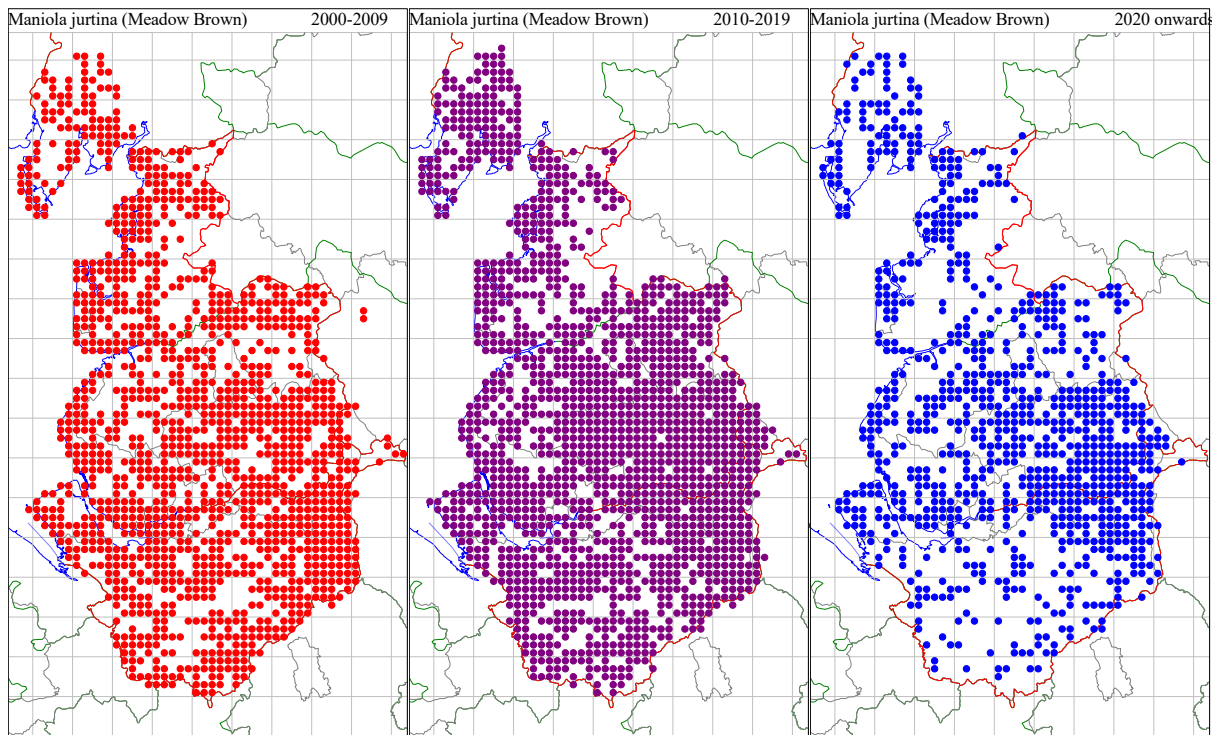 Maniola jurtina (Meadow Brown) 2000-2009
Maniola jurtina (Meadow Brown) 2010-2019
Maniola jurtina (Meadow Brown) 2020 onwards